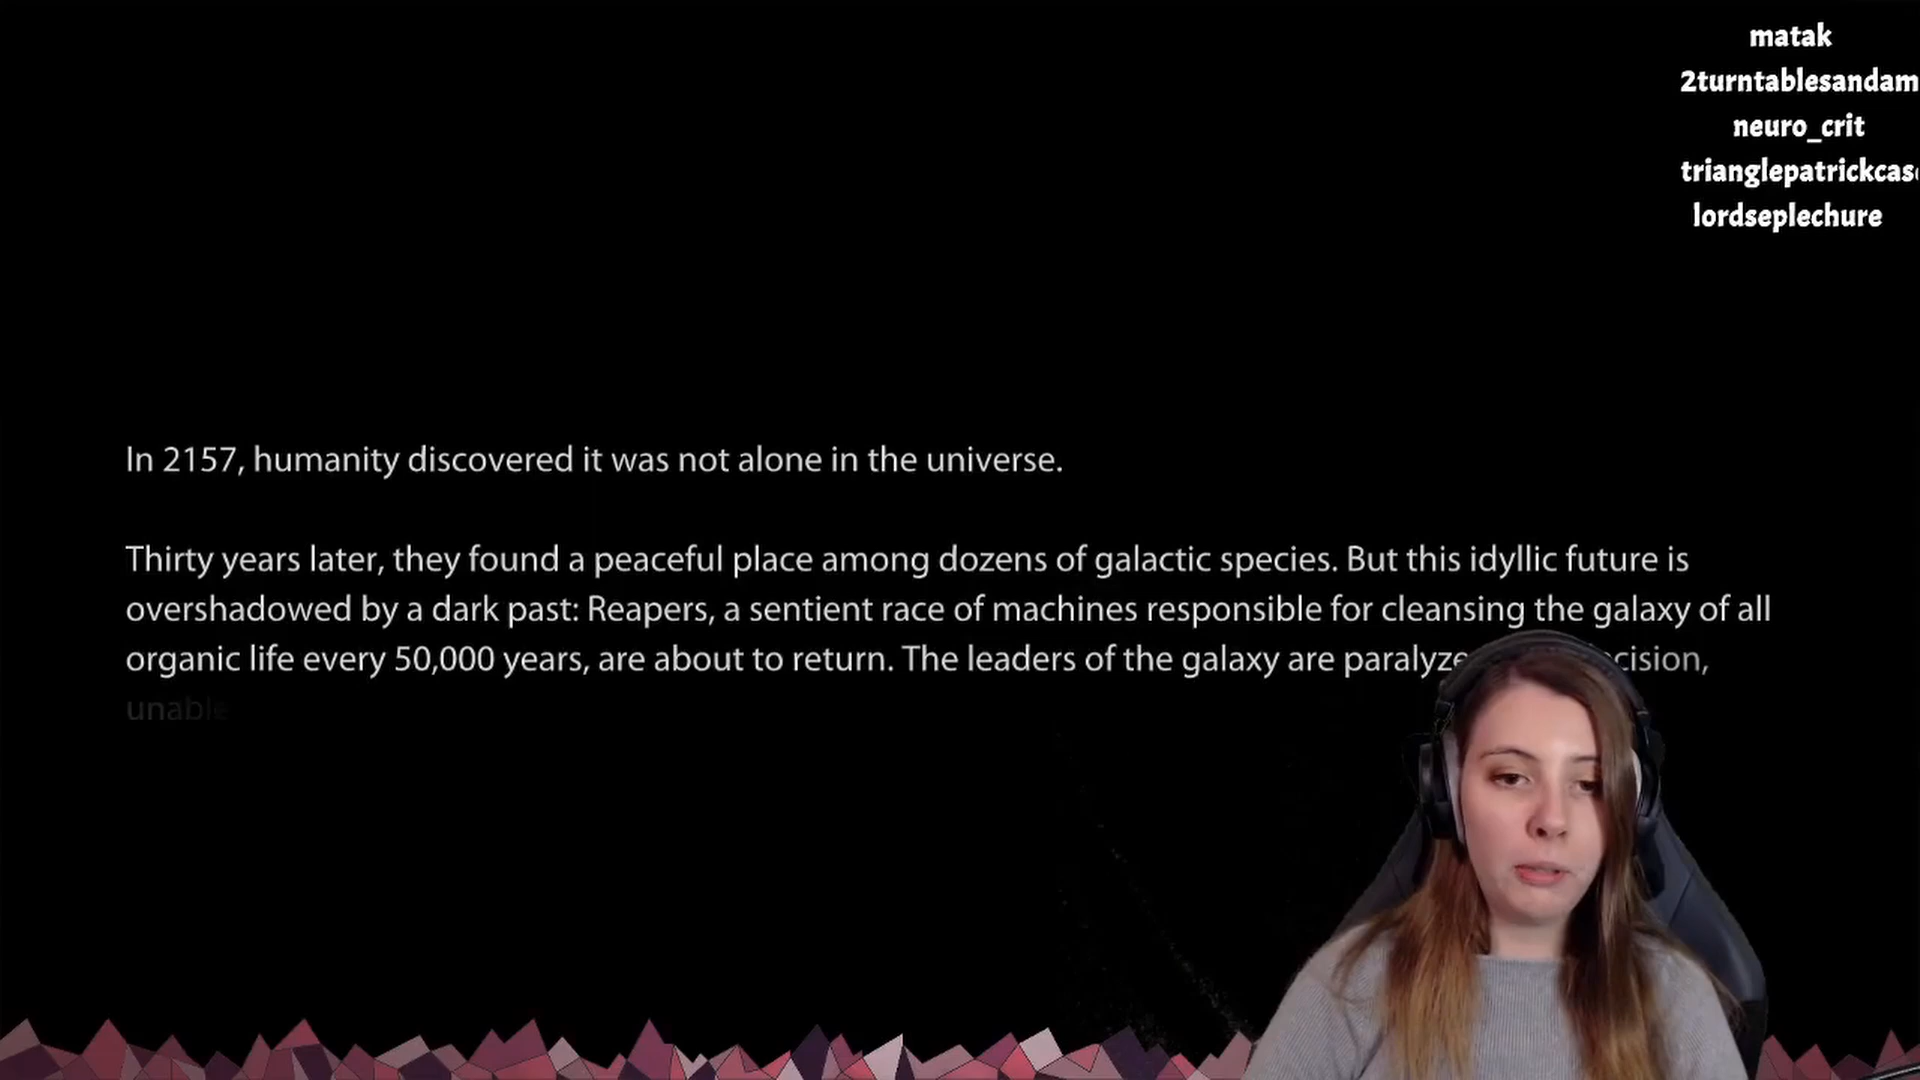 matak
2turntablesandam
neuro_crit
trianglepatrickcas
lordseplechure
In 2157, humanity discovered it was not alone in the universe.
Thirty years later, they found a peaceful place among dozens of galactic species. But this idyllic future is
overshadowed by a dark past: Reapers, a sentient race of machines responsible for cleansing the galaxy of all
organic life every 50,000 years, are about to return. The leaders of the galaxy are paralyze cision,
unable